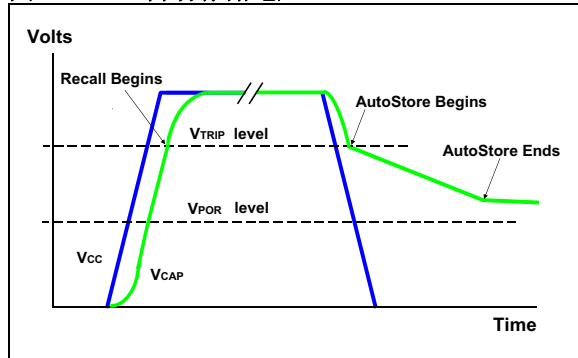 Volts
Recall Begins
AutoStore Begins
VTRIP level
AutoStore Ends
VPOR level
VCC
VCAP
Time